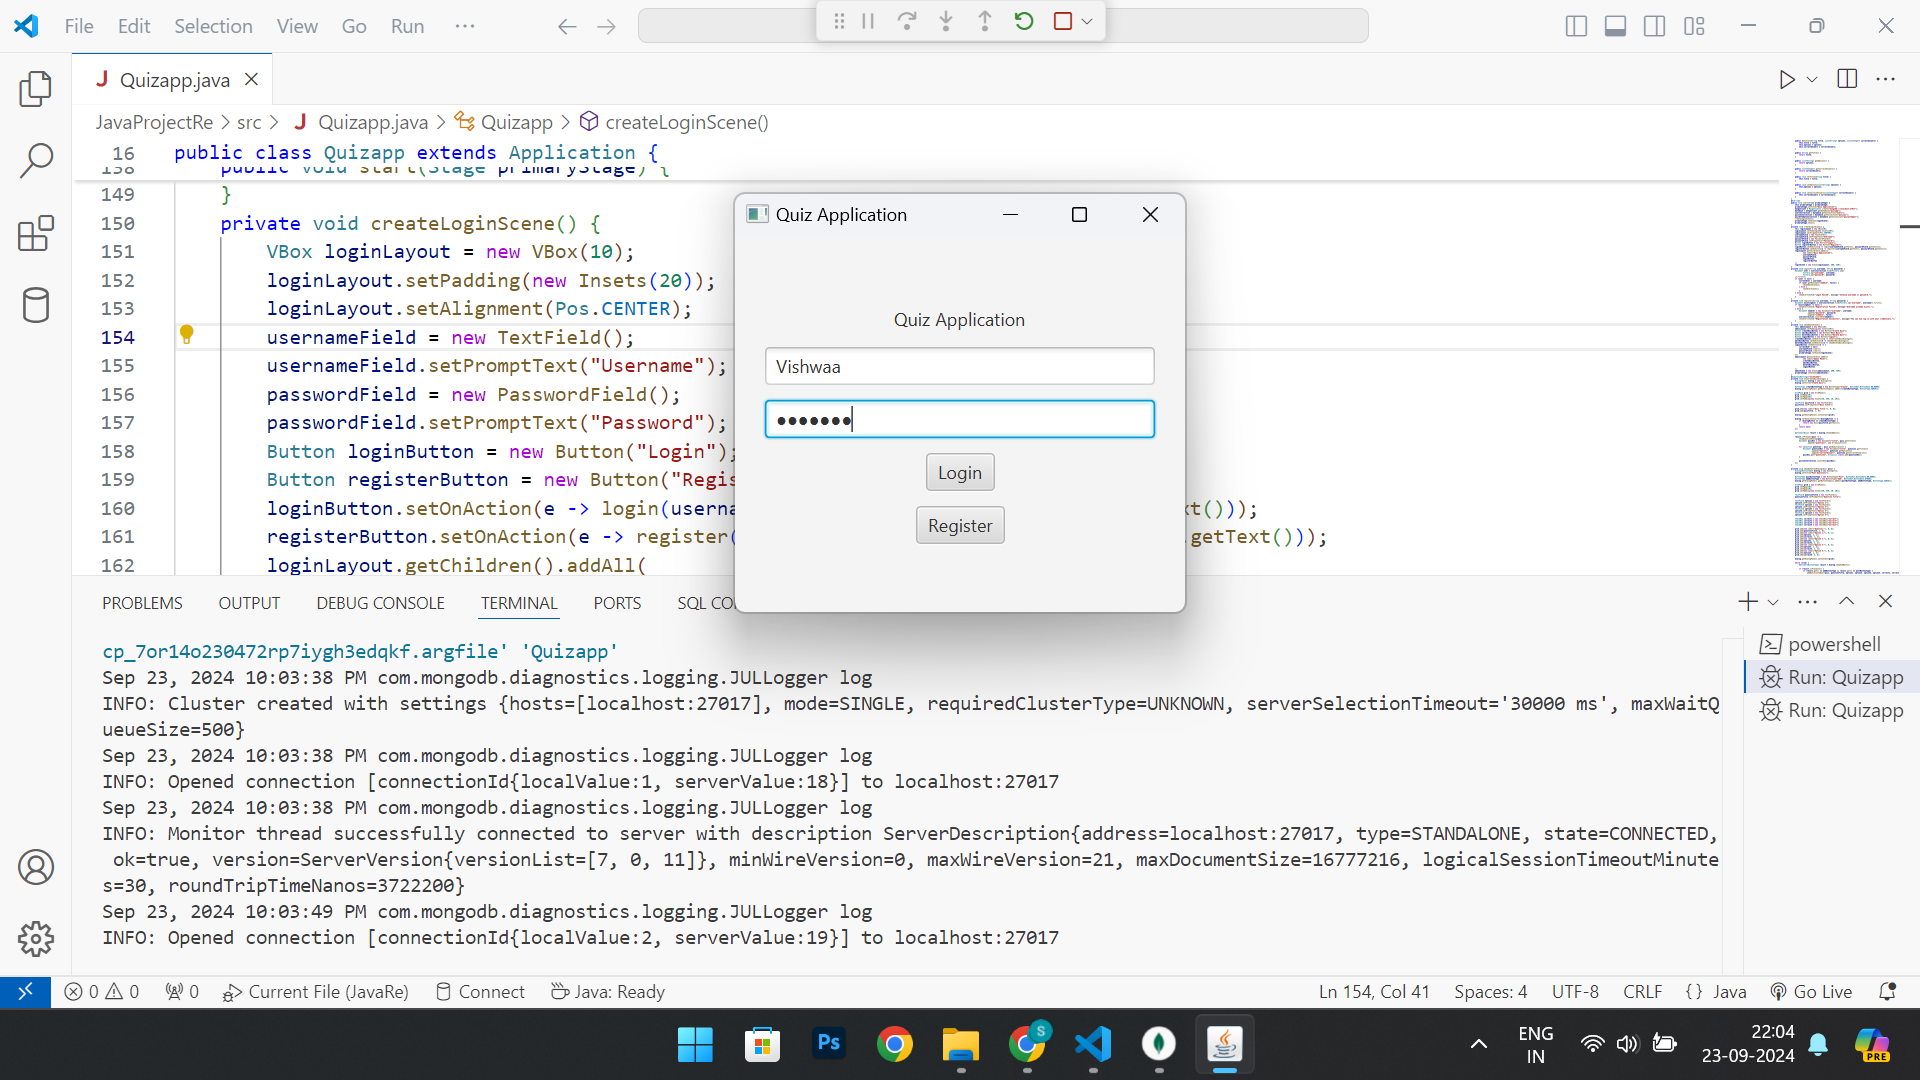 File Edit Selection View Go Run ···
Quizapp.java
JavaProjectRe > src > J Quizapp.java > Quizapp > createLoginScene()
16 public class Quizapp extends Application {
138 public void start(Stage primaryStage) {
149 }
150 private void createLoginScene() {
151 VBox loginLayout = new VBox(10);
152 loginLayout.setPadding(new Insets(20));
153 loginLayout.setAlignment(Pos.CENTER);
154 usernameField = new TextField();
155 usernameField.setPromptText("Username");
156 passwordField = new PasswordField();
157 passwordField.setPromptText("Password");
158 Button loginButton = new Button("Login");
159 Button registerButton = new Button("Regis
160 loginButton.setOnAction(e -> login(userna xt()));
161 registerButton.setOnAction(e -> register( .getText()));
162 loginLayout.getChildren().addAll(
Quiz Application
Quiz Application
Vishwaa
●●●●●●●
Login
Register
PROBLEMS OUTPUT DEBUG CONSOLE TERMINAL PORTS SQL CO
cp_7or14o230472rp7iygh3edqkf.argfile' 'Quizapp'
Sep 23, 2024 10:03:38 PM com.mongodb.diagnostics.logging.JULLogger log
INFO: Cluster created with settings {hosts=[localhost:27017], mode=SINGLE, requiredClusterType=UNKNOWN, serverSelectionTimeout='30000 ms', maxWaitQ
ueueSize=500}
Sep 23, 2024 10:03:38 PM com.mongodb.diagnostics.logging.JULLogger log
INFO: Opened connection [connectionId{localValue:1, serverValue:18}] to localhost:27017
Sep 23, 2024 10:03:38 PM com.mongodb.diagnostics.logging.JULLogger log
INFO: Monitor thread successfully connected to server with description ServerDescription{address=localhost:27017, type=STANDALONE, state=CONNECTED,
ok=true, version=ServerVersion{versionList=[7, 0, 11]}, minWireVersion=0, maxWireVersion=21, maxDocumentSize=16777216, logicalSessionTimeoutMinute
s=30, roundTripTimeNanos=3722200}
Sep 23, 2024 10:03:49 PM com.mongodb.diagnostics.logging.JULLogger log
INFO: Opened connection [connectionId{localValue:2, serverValue:19}] to localhost:27017
powershell
Run: Quizapp
Run: Quizapp
0 0 0 Current File (JavaRe) Connect Java: Ready Ln 154, Col 41 Spaces: 4 UTF-8 CRLF {} Java Go Live
Ps S ENG IN 22:04 23-09-2024 PRE